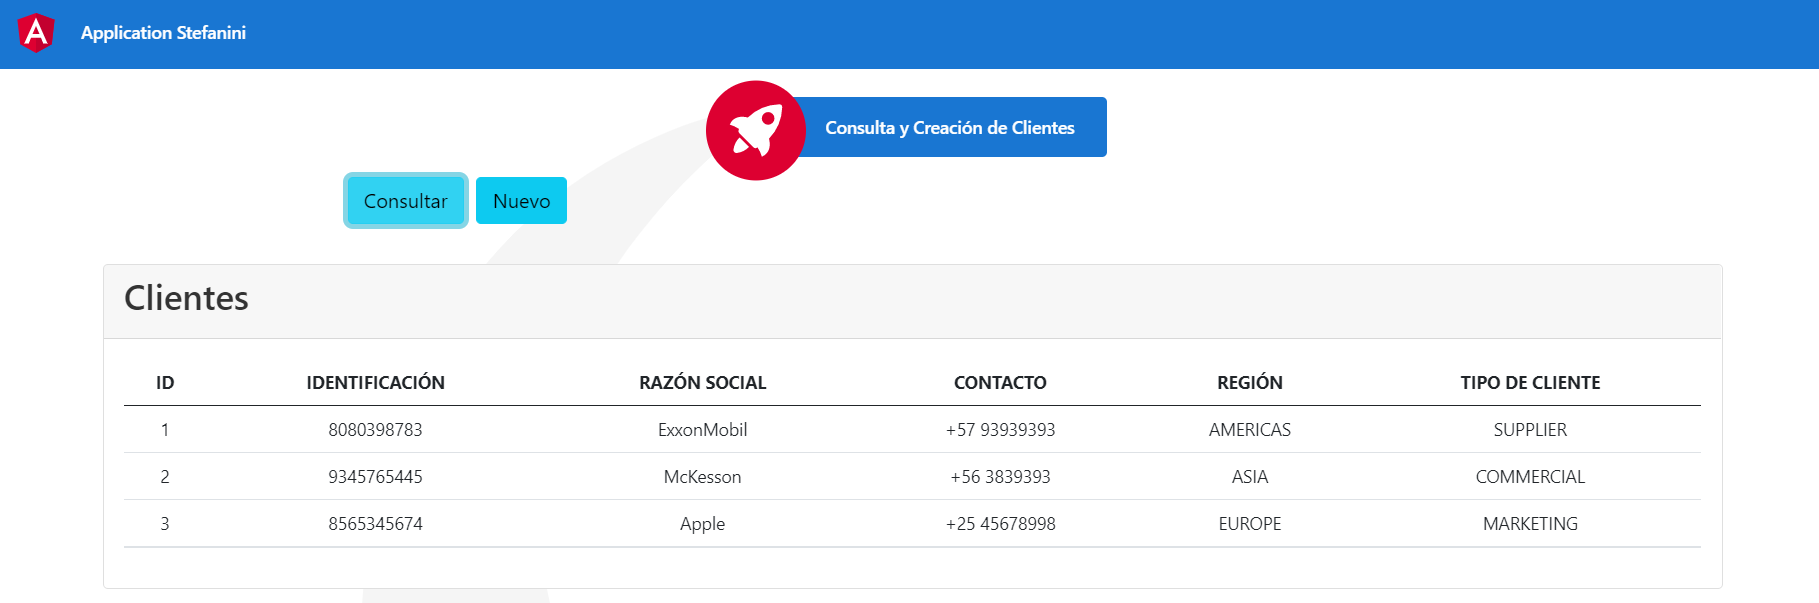 Application Stefanini
Consulta y Creación de Clientes
Consultar Nuevo
Clientes
ID IDENTIFICACIÓN RAZÓN SOCIAL CONTACTO REGIÓN TIPO DE CLIENTE
1 8080398783 ExxonMobil +57 93939393 AMERICAS SUPPLIER
2 9345765445 McKesson +56 3839393 ASIA COMMERCIAL
3 8565345674 Apple +25 45678998 EUROPE MARKETING